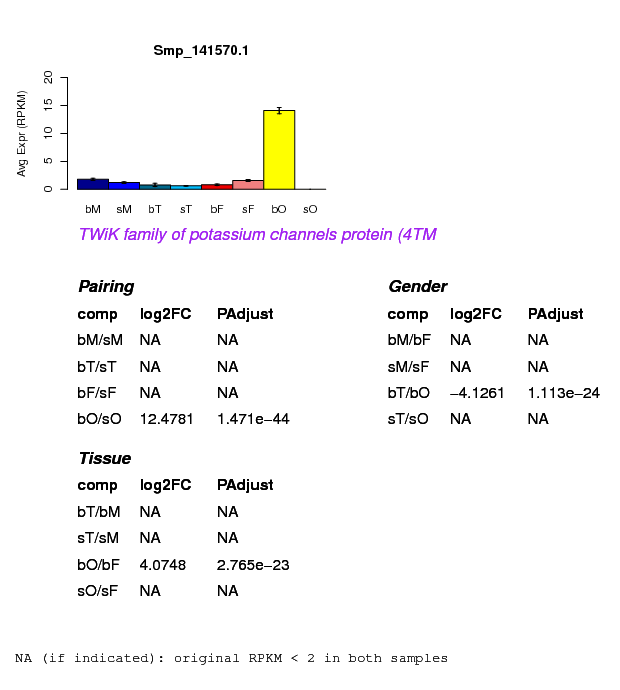 Smp_141570.1
Avg Expr (RPKM)
20
15
10
5
0
bM sM bT sT bF sF bO sO
TWiK family of potassium channels protein (4TM
Pairing
comp log2FC PAdjust
bM/sM NA NA
bT/sT NA NA
bF/sF NA NA
bO/sO 12.4781 1.471e−44
Gender
comp log2FC PAdjust
bM/bF NA NA
sM/sF NA NA
bT/bO −4.1261 1.113e−24
sT/sO NA NA
Tissue
comp log2FC PAdjust
bT/bM NA NA
sT/sM NA NA
bO/bF 4.0748 2.765e−23
sO/sF NA NA
NA (if indicated): original RPKM < 2 in both samples